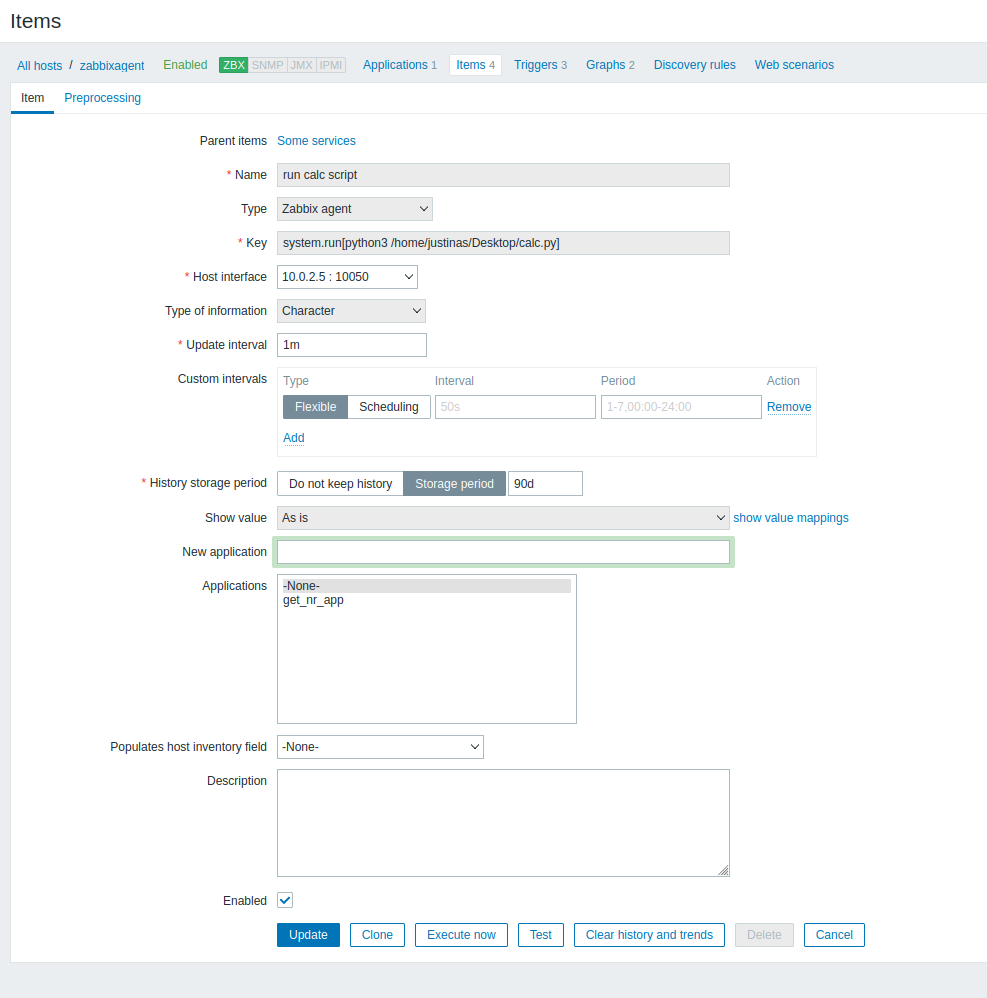 Items
All hosts / zabbixagent Enabled ZBX SNMP JMX IPMI Applications 1 Items 4 Triggers 3 Graphs 2 Discovery rules Web scenarios
Item Preprocessing
Parent items Some services
* Name run calc script
Type Zabbix agent
* Key system.run[python3 /home/justinas/Desktop/calc.py]
* Host interface 10.0.2.5 : 10050
Type of information Character
* Update interval 1m
Custom intervals Type Interval Period Action
Flexible Scheduling 50s 1-7,00:00-24:00 Remove
Add
* History storage period Do not keep history Storage period 90d
Show value As is show value mappings
New application
Applications -None-
get_nr_app
Populates host inventory field -None-
Description
Enabled
Update Clone Execute now Test Clear history and trends Delete Cancel